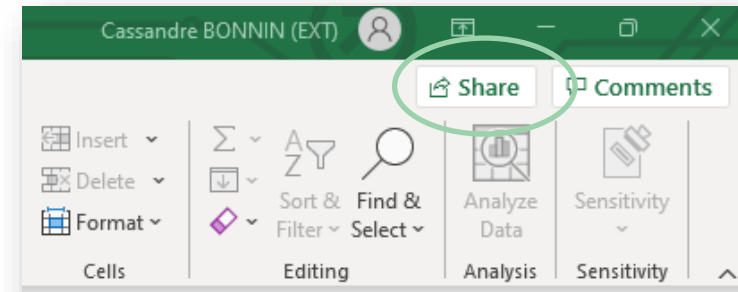 Cassandre BONNIN (EXT)
Share
Comments
Insert
Delete
Format
Sort &
Filter
Find &
Select
Analyze
Data
Sensitivity
Cells
Editing
Analysis
Sensitivity